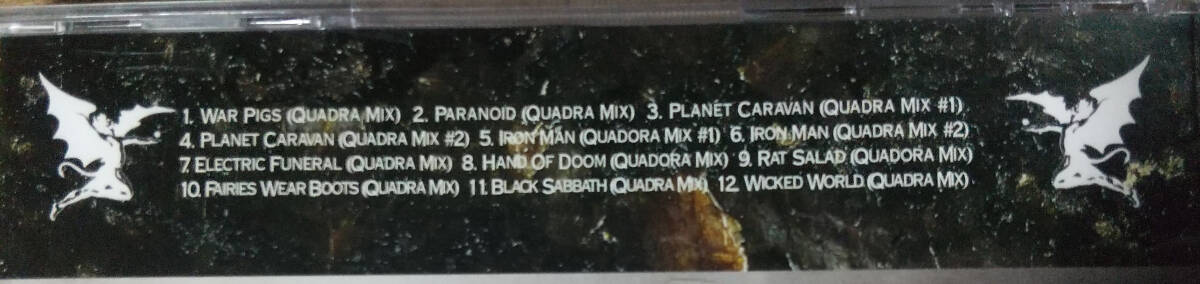 1. WAR PIGS (QUADRA MIX) 2. PARANOID (QUADRA MIX) 3. PLANET CARAVAN (QUADRA MIX #1)
4. PLANET CARAVAN (QUADRA MIX #2) 5. IRON MAN (QUADORA MIX #1) 6. IRON MAN (QUADRA MIX #2)
7. ELECTRIC FUNERAL (QUADRA MIX) 8. HAND OF DOOM (QUADORA MIX) 9. RAT SALAD (QUADORA MIX)
10. FAIRIES WEAR BOOTS (QUADRA MIX) 11. BLACK SABBATH (QUADRA MIX) 12. WICKED WORLD (QUADRA MIX)